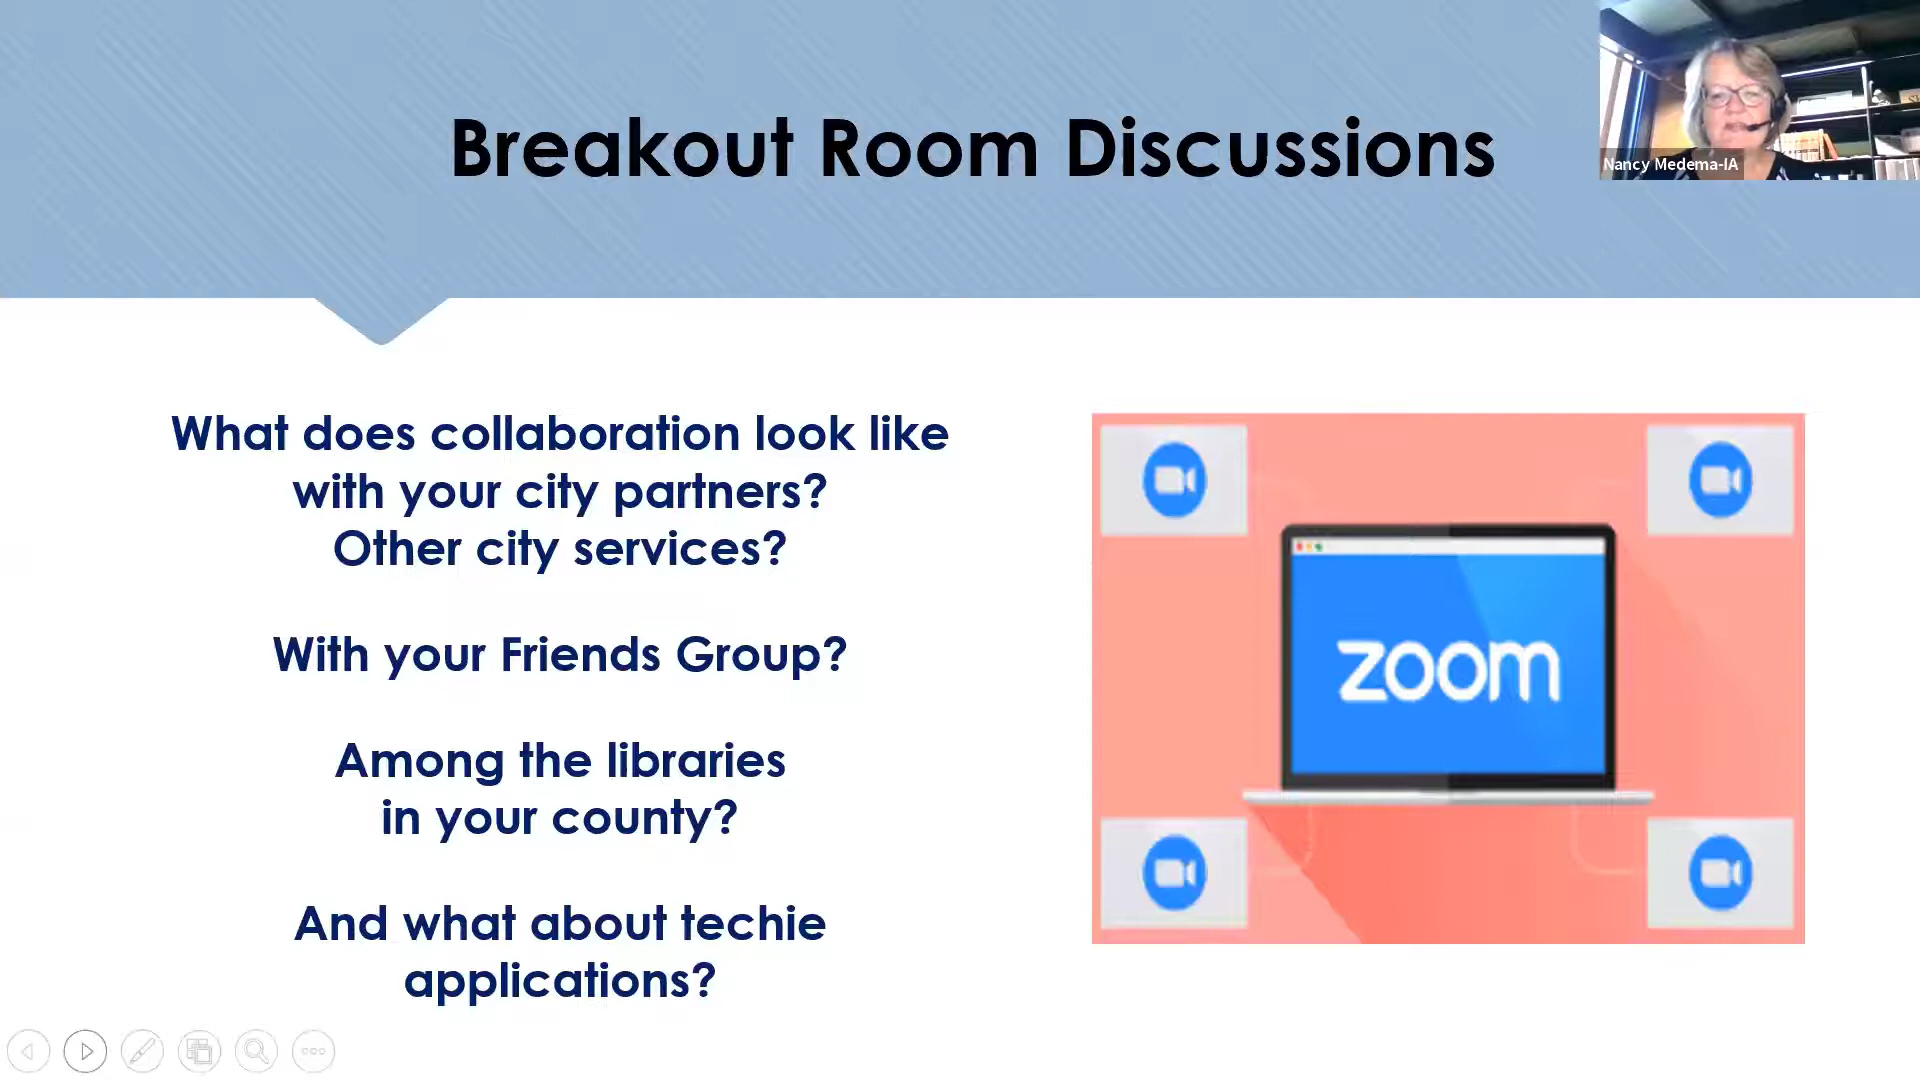 Breakout Room Discussions
Nancy Medema-IA
What does collaboration look like
with your city partners?
Other city services?
With your Friends Group?
Among the libraries
in your county?
And what about techie
applications?
zoom